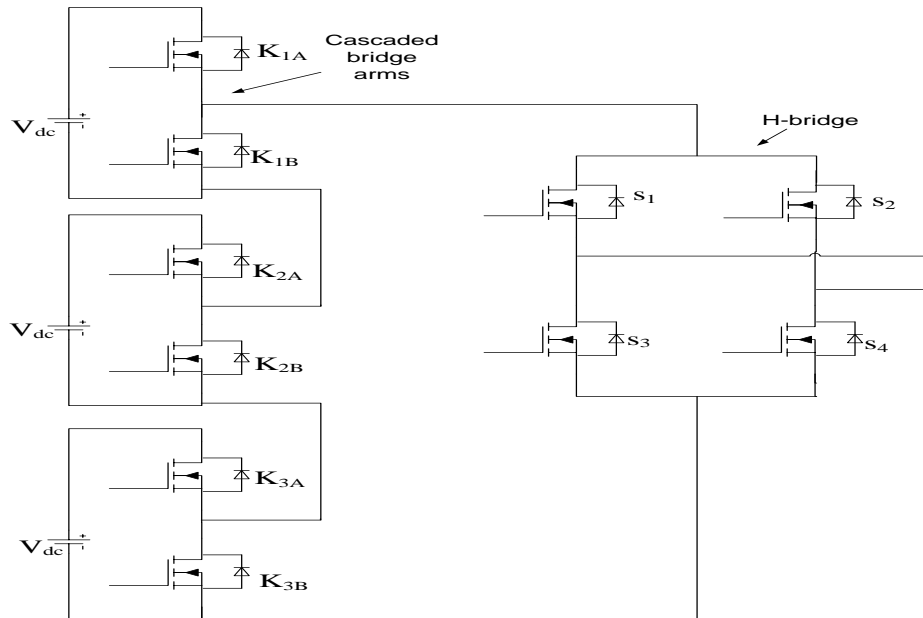 K1A
Cascaded
bridge
arms
Vdc
+
-
K1B
H-bridge
s1
s2
K2A
Vdc
+
-
K2B
s3
s4
K3A
Vdc
+
-
K3B